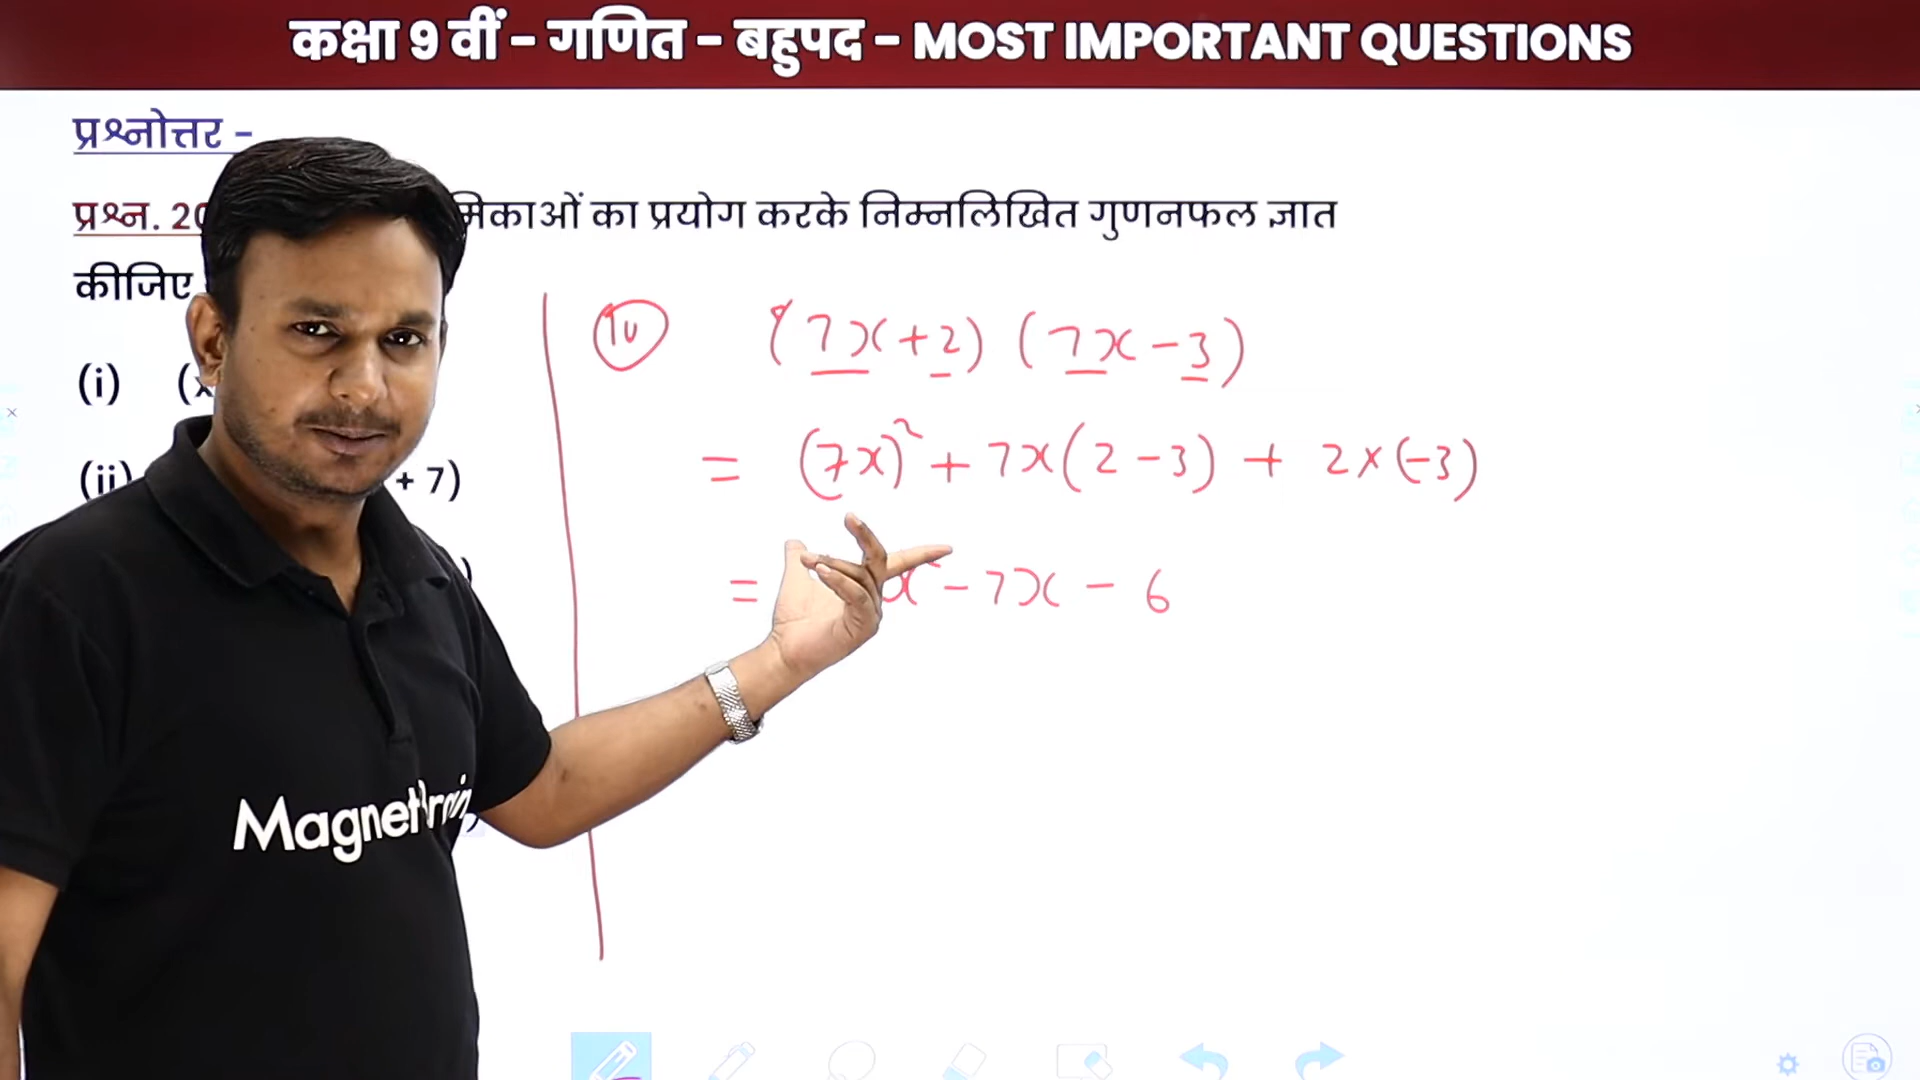 कक्षा 9 वीं - गणित - बहुपद - MOST IMPORTANT QUESTIONS
प्रश्नोत्तर -
प्रश्न. 20 मिकाओं का प्रयोग करके निम्नलिखित गुणनफल ज्ञात
कीजिए
(i) (x
(ii) + 7)
(iv) (7x+2) (7x-3)
= (7x)² + 7x(2-3) + 2×(-3)
= x² - 7x - 6
Magnet